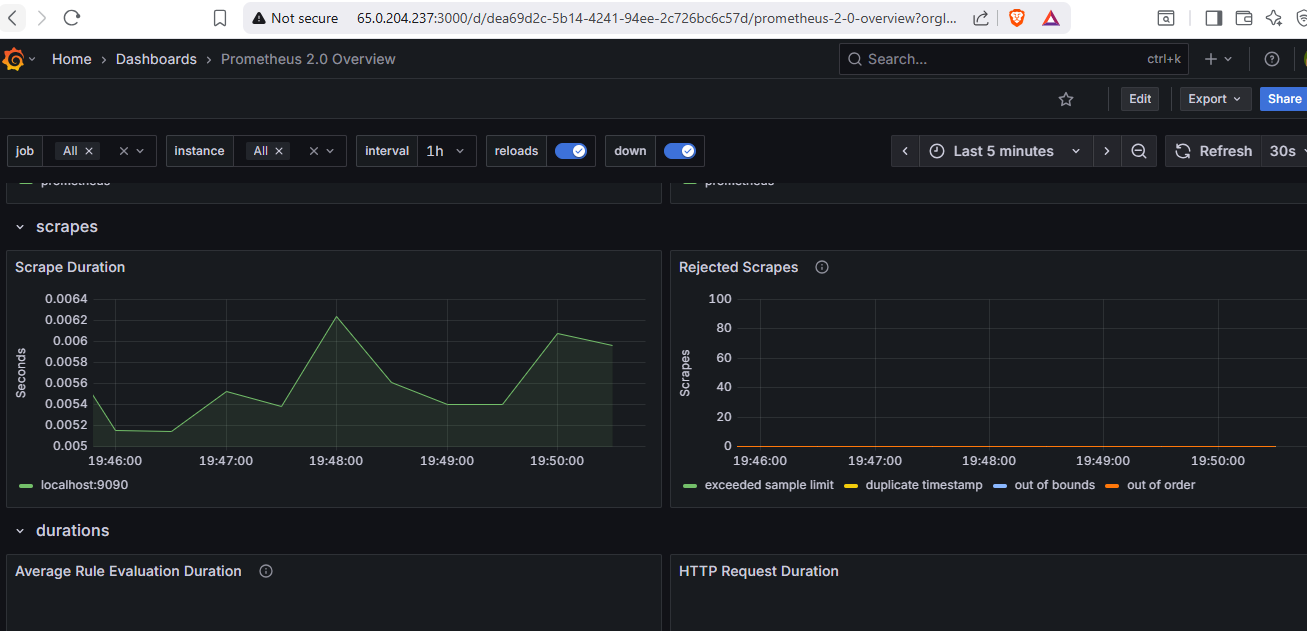 Not secure 65.0.204.237:3000/d/dea69d2c-5b14-4241-94ee-2c726bc6c57d/prometheus-2-0-overview?orgl...
Home › Dashboards › Prometheus 2.0 Overview
Search... ctrl+k
Edit Export Share
job All × instance All × interval 1h reloads down Last 5 minutes Refresh 30s
prometheus prometheus
scrapes
Scrape Duration
Seconds
0.0064
0.0062
0.006
0.0058
0.0056
0.0054
0.0052
0.005
19:46:00 19:47:00 19:48:00 19:49:00 19:50:00
localhost:9090
Rejected Scrapes
Scrapes
100
80
60
40
20
0
19:46:00 19:47:00 19:48:00 19:49:00 19:50:00
exceeded sample limit duplicate timestamp out of bounds out of order
durations
Average Rule Evaluation Duration
HTTP Request Duration